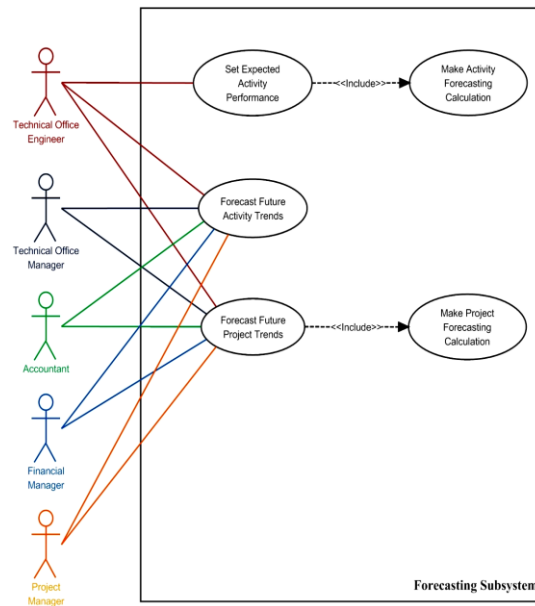 Set Expected
Activity
Performance
<<Include>>
Make Activity
Forecasting
Calculation
Technical Office
Engineer
Forecast Future
Activity Trends
Technical Office
Manager
Forecast Future
Project Trends
<<Include>>
Make Project
Forecasting
Calculation
Accountant
Financial
Manager
Project
Manager
Forecasting Subsystem